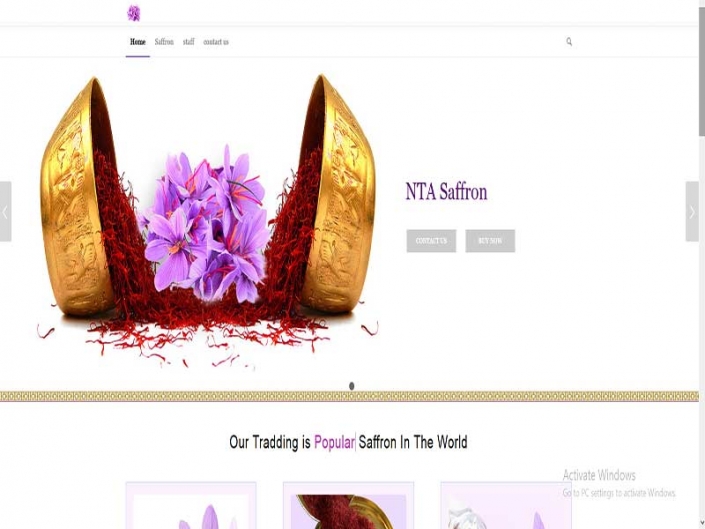 Home Saffron staff contact us
NTA Saffron
CONTACT US BUY NOW
Our Tradding is Popular Saffron In The World
Activate Windows
Go to PC settings to activate Windows.